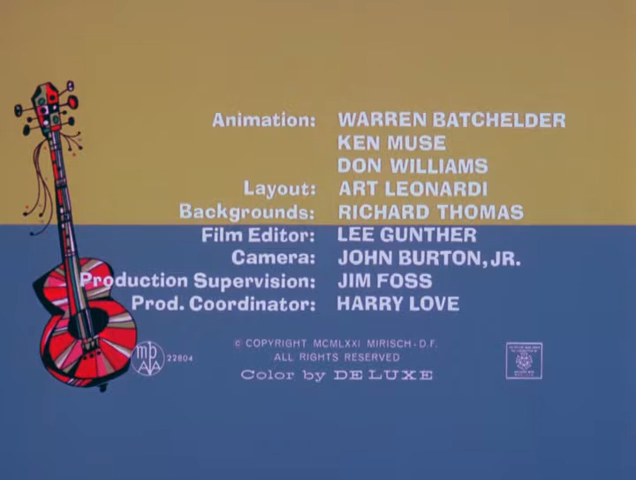 Animation: WARREN BATCHELDER
KEN MUSE
DON WILLIAMS
Layout: ART LEONARDI
Backgrounds: RICHARD THOMAS
Film Editor: LEE GUNTHER
Camera: JOHN BURTON, JR.
Production Supervision: JIM FOSS
Prod. Coordinator: HARRY LOVE
© COPYRIGHT MCMLXXI MIRISCH-D.F.
ALL RIGHTS RESERVED
Color by DE LUXE
22804